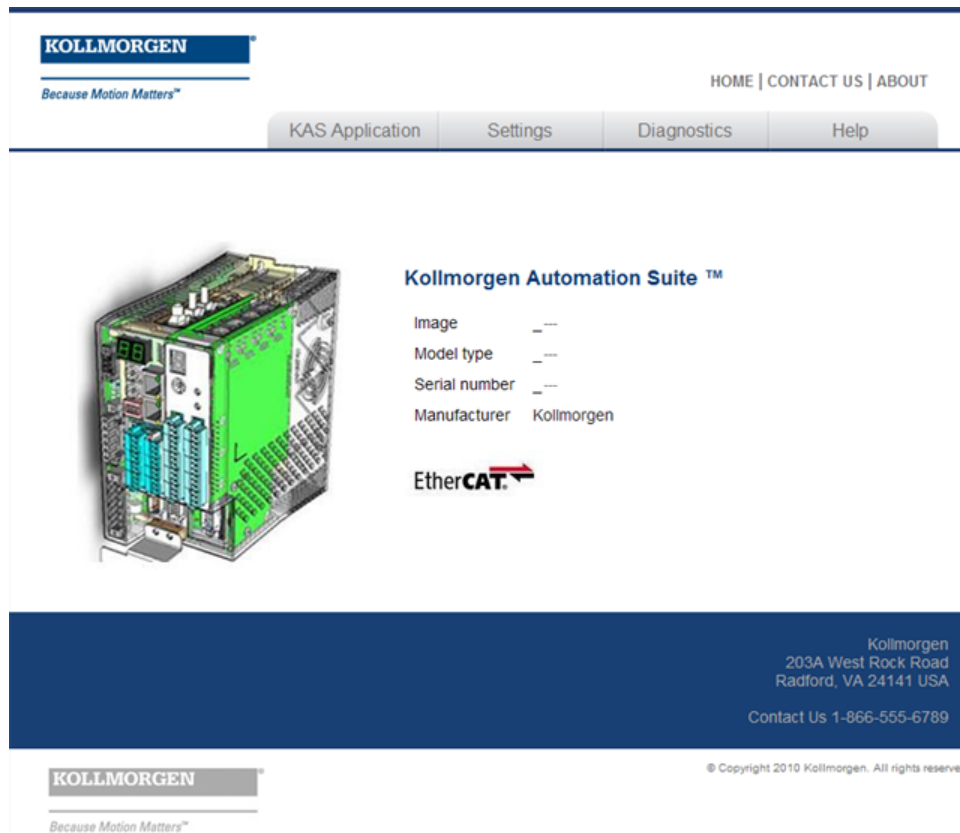 KOLLMORGEN®
Because Motion Matters™
HOME | CONTACT US | ABOUT
KAS Application Settings Diagnostics Help
Kollmorgen Automation Suite ™
Image _---
Model type _---
Serial number _---
Manufacturer Kollmorgen
EtherCAT®
88
Kollmorgen
203A West Rock Road
Radford, VA 24141 USA
Contact Us 1-866-555-6789
© Copyright 2010 Kollmorgen. All rights reserve
KOLLMORGEN®
Because Motion Matters™